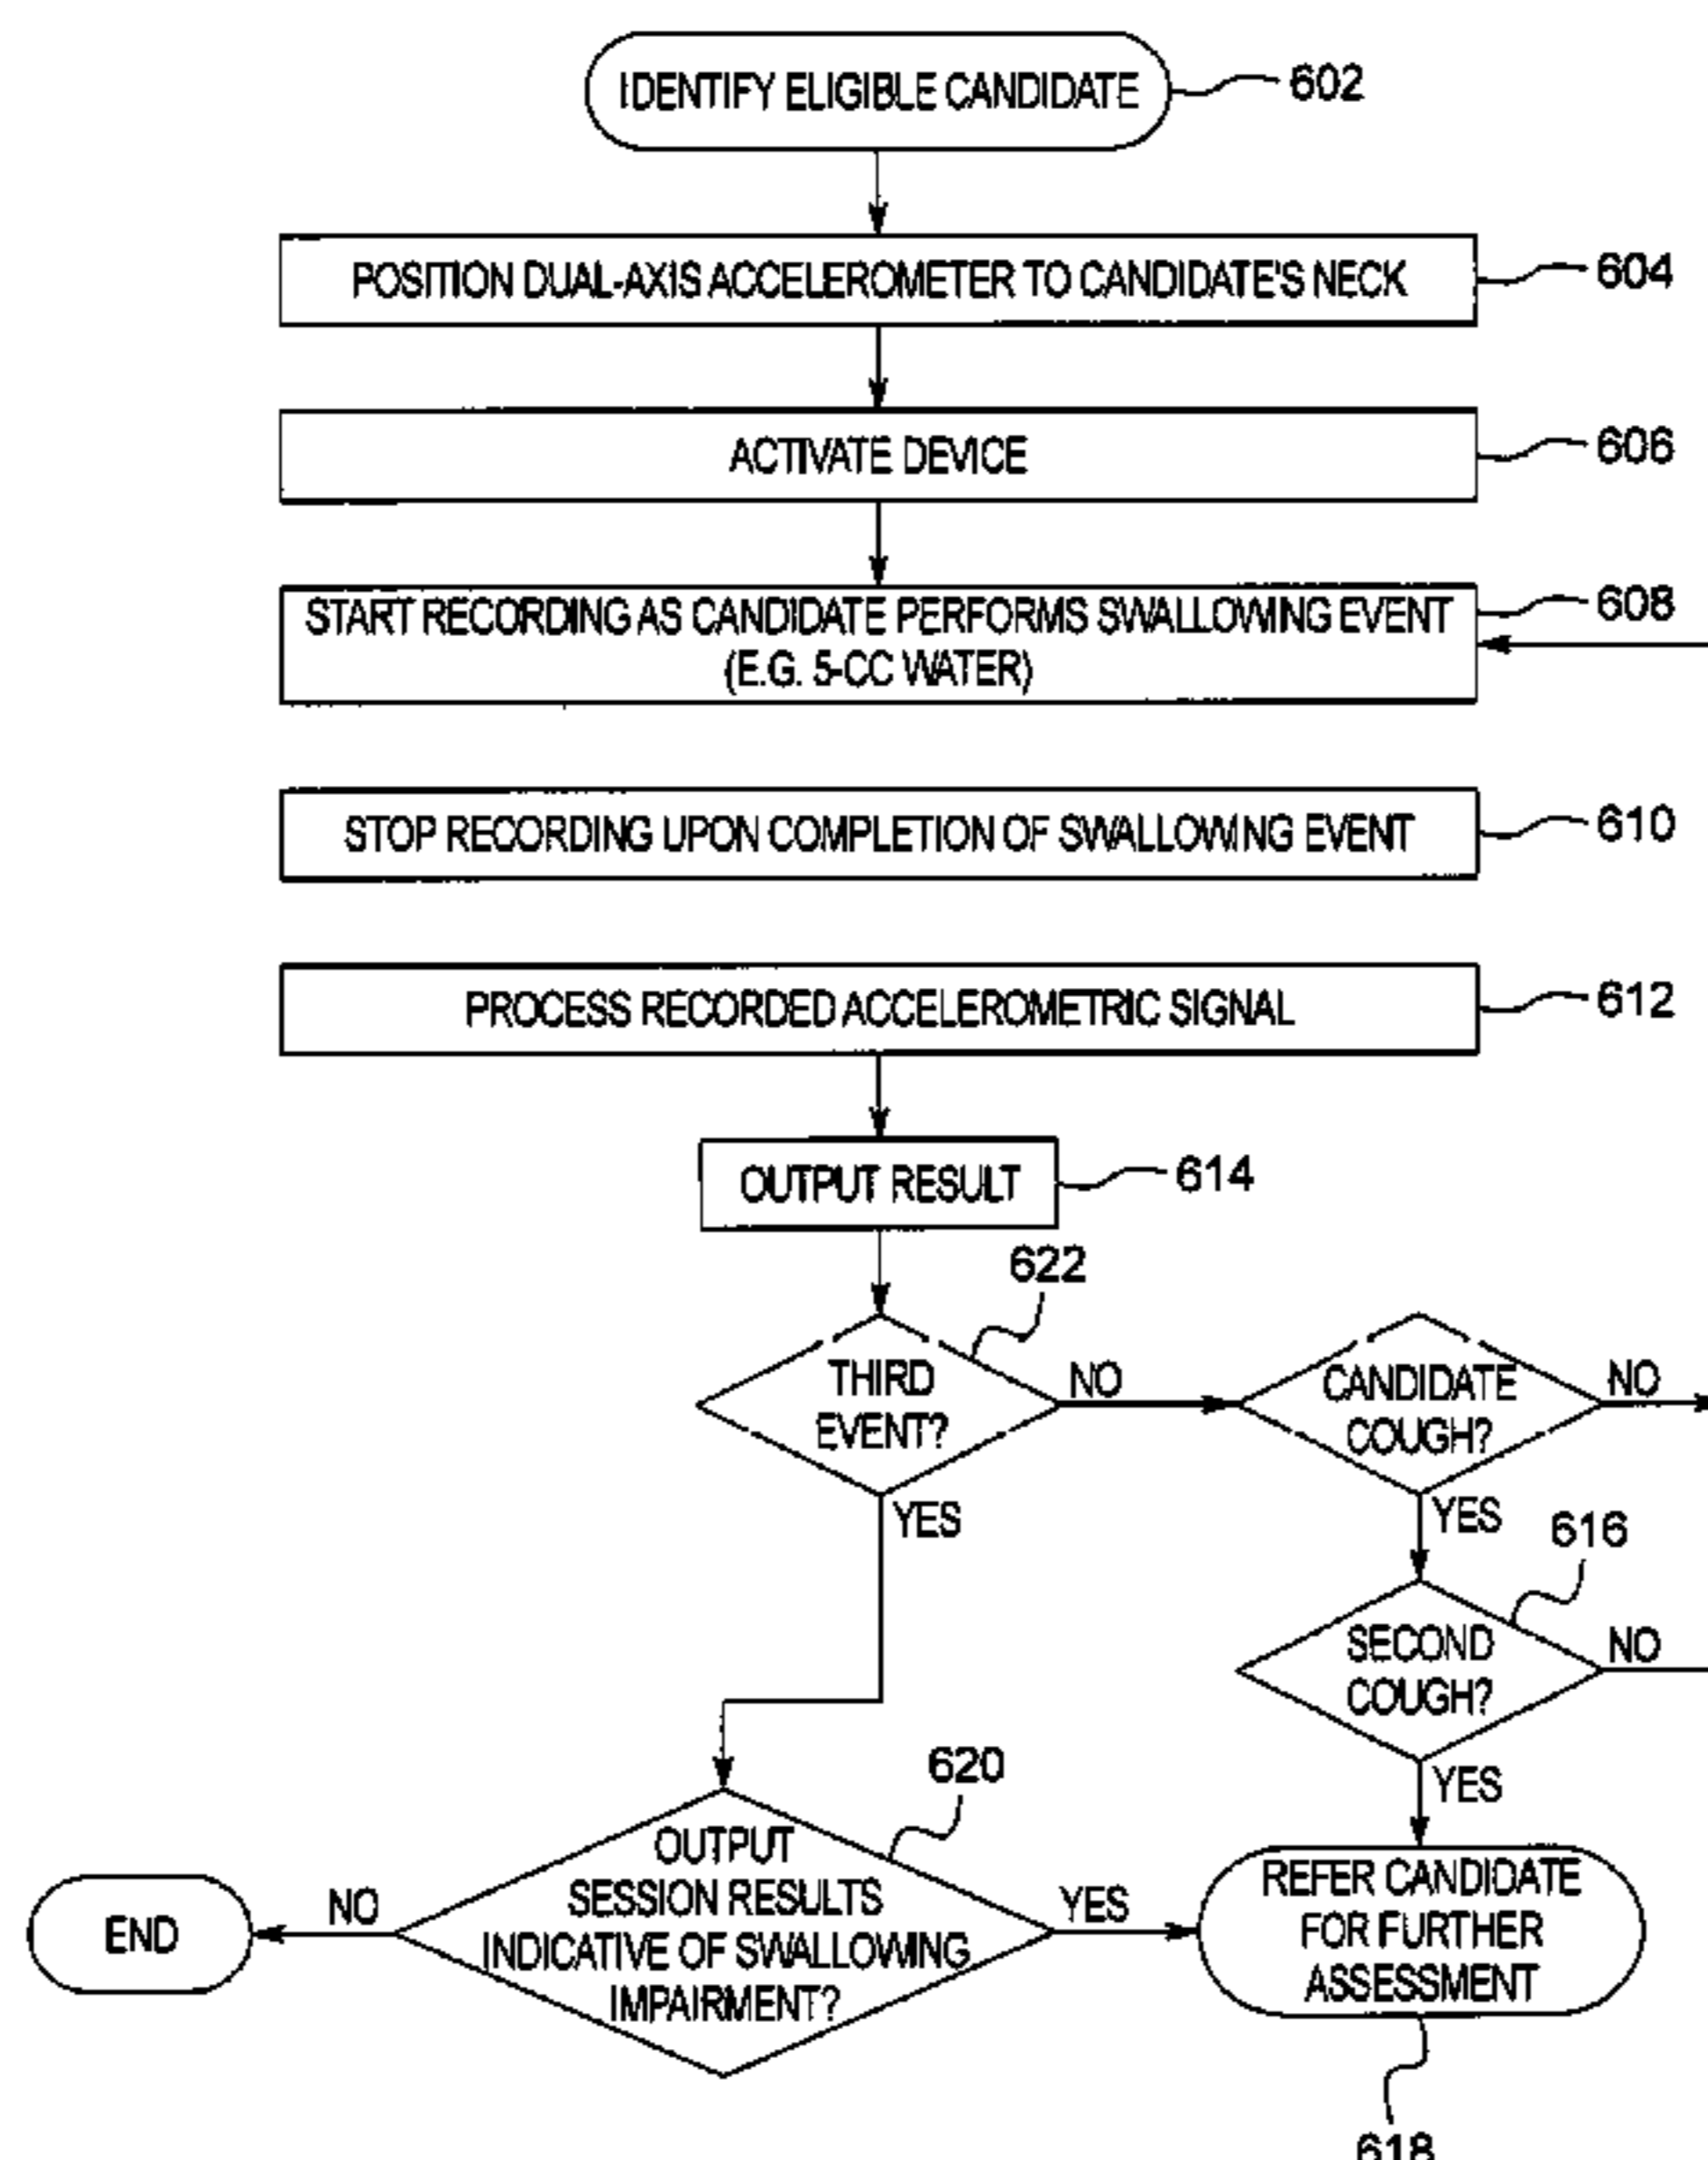 IDENTIFY ELIGIBLE CANDIDATE
602
POSITION DUAL-AXIS ACCELEROMETER TO CANDIDATE'S NECK
604
ACTIVATE DEVICE
606
START RECORDING AS CANDIDATE PERFORMS SWALLOWING EVENT
(E.G. 5-CC WATER)
608
STOP RECORDING UPON COMPLETION OF SWALLOWING EVENT
610
PROCESS RECORDED ACCELEROMETRIC SIGNAL
612
OUTPUT RESULT
614
622
THIRD
EVENT?
NO
CANDIDATE
COUGH?
NO
YES
YES
616
SECOND
COUGH?
NO
YES
620
OUTPUT
SESSION RESULTS
INDICATIVE OF SWALLOWING
IMPAIRMENT?
NO
END
YES
REFER CANDIDATE
FOR FURTHER
ASSESSMENT
618